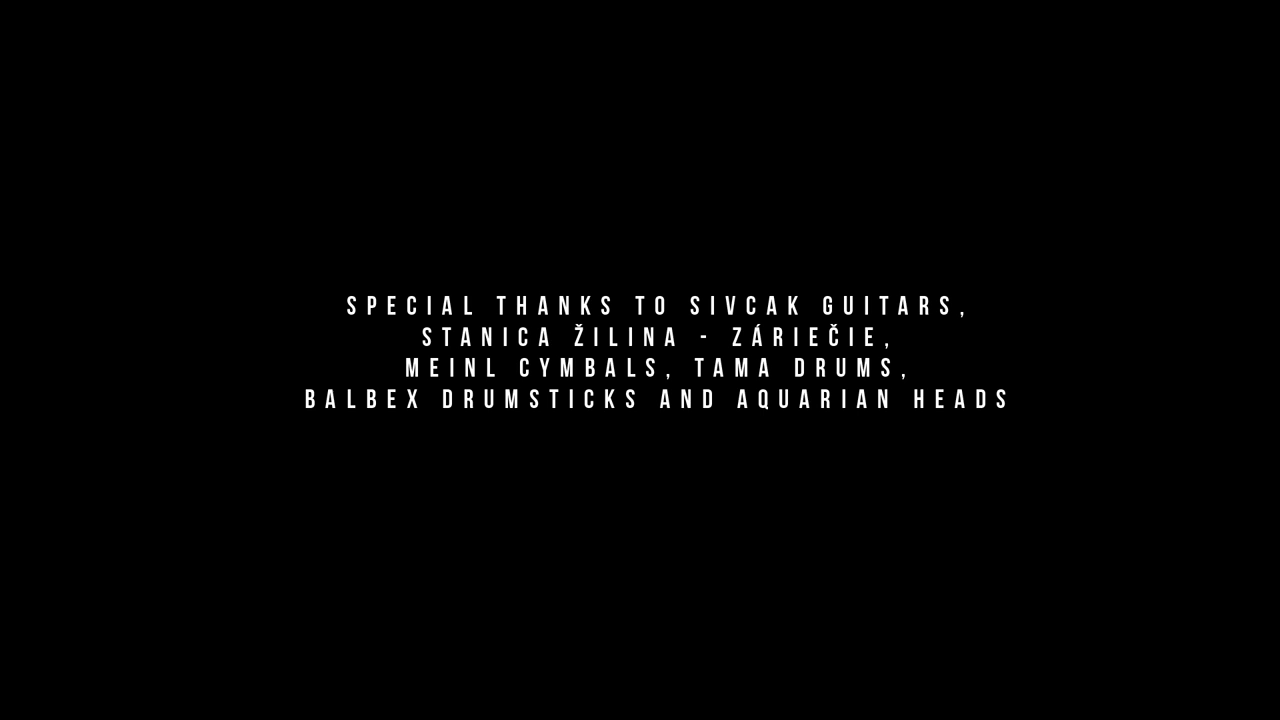 SPECIAL THANKS TO SIVCAK GUITARS,
STANICA ŽILINA - ZÁRIEČIE,
MEINL CYMBALS, TAMA DRUMS,
BALBEX DRUMSTICKS AND AQUARIAN HEADS